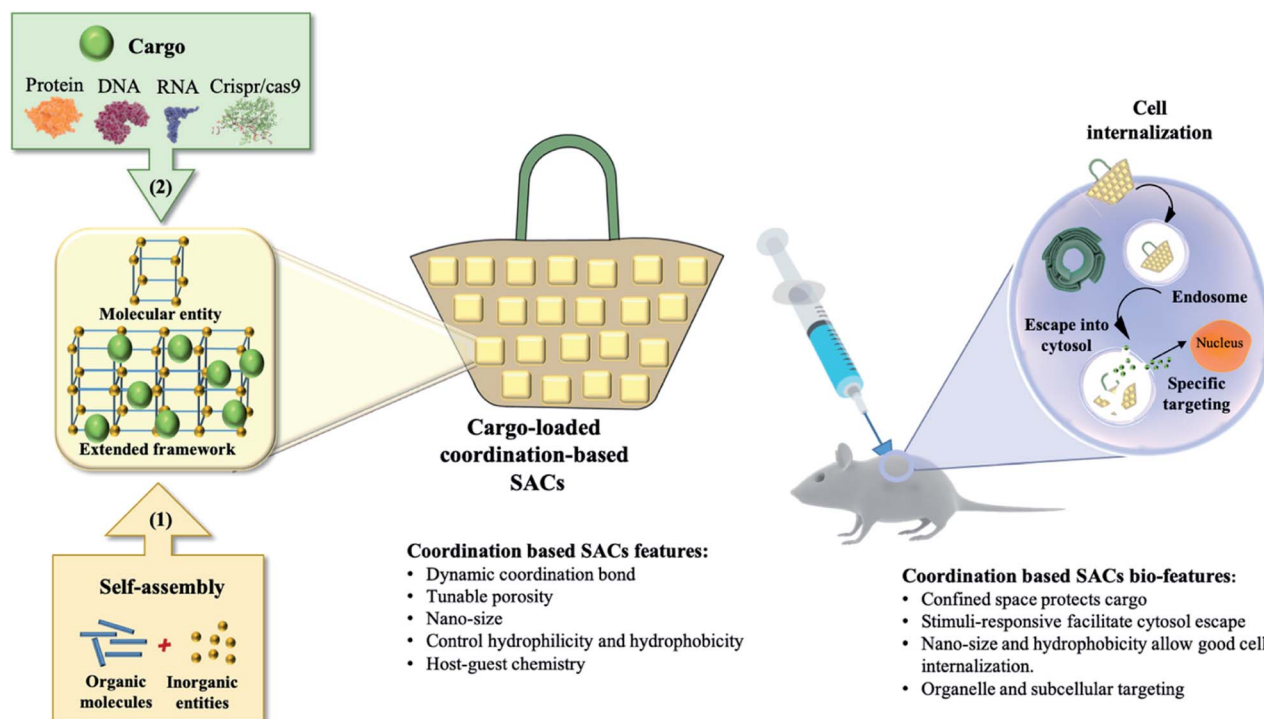 Cargo
Protein DNA RNA Crispr/cas9
(2)
Molecular entity
Extended framework
(1)
Self-assembly
+
Organic
molecules
Inorganic
entities
Cargo-loaded
coordination-based
SACs
Coordination based SACs features:
• Dynamic coordination bond
• Tunable porosity
• Nano-size
• Control hydrophilicity and hydrophobicity
• Host-guest chemistry
Cell
internalization
Endosome
Escape into
cytosol
Nucleus
Specific
targeting
Coordination based SACs bio-features:
• Confined space protects cargo
• Stimuli-responsive facilitate cytosol escape
• Nano-size and hydrophobicity allow good cell
internalization.
• Organelle and subcellular targeting